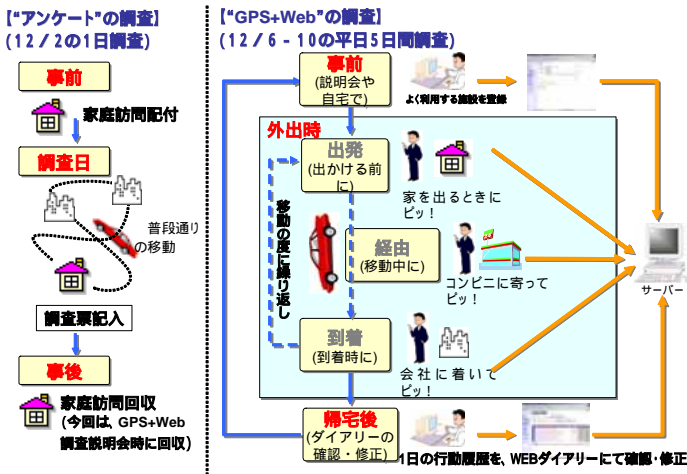 【“アンケート”の調査】
(12/2の1日調査)
事前
家庭訪問配付
調査日
普段通り
の移動
調査票記入
事後
家庭訪問回収
(今回は、GPS+Web
調査説明会時に回収)
【“GPS+Web”の調査】
(12/6-10の平日5日間調査)
事前
(説明会や
自宅で)
よく利用する施設を登録
外出時
出発
(出かける前
に)
家を出るときに
ピッ!
移動の度に繰り返し
経由
(移動中に)
コンビニに寄って
ピッ!
サーバー
到着
(到着時に)
会社に着いて
ピッ!
帰宅後
(ダイアリーの
確認・修正)
1日の行動履歴を、WEBダイアリーにて確認・修正